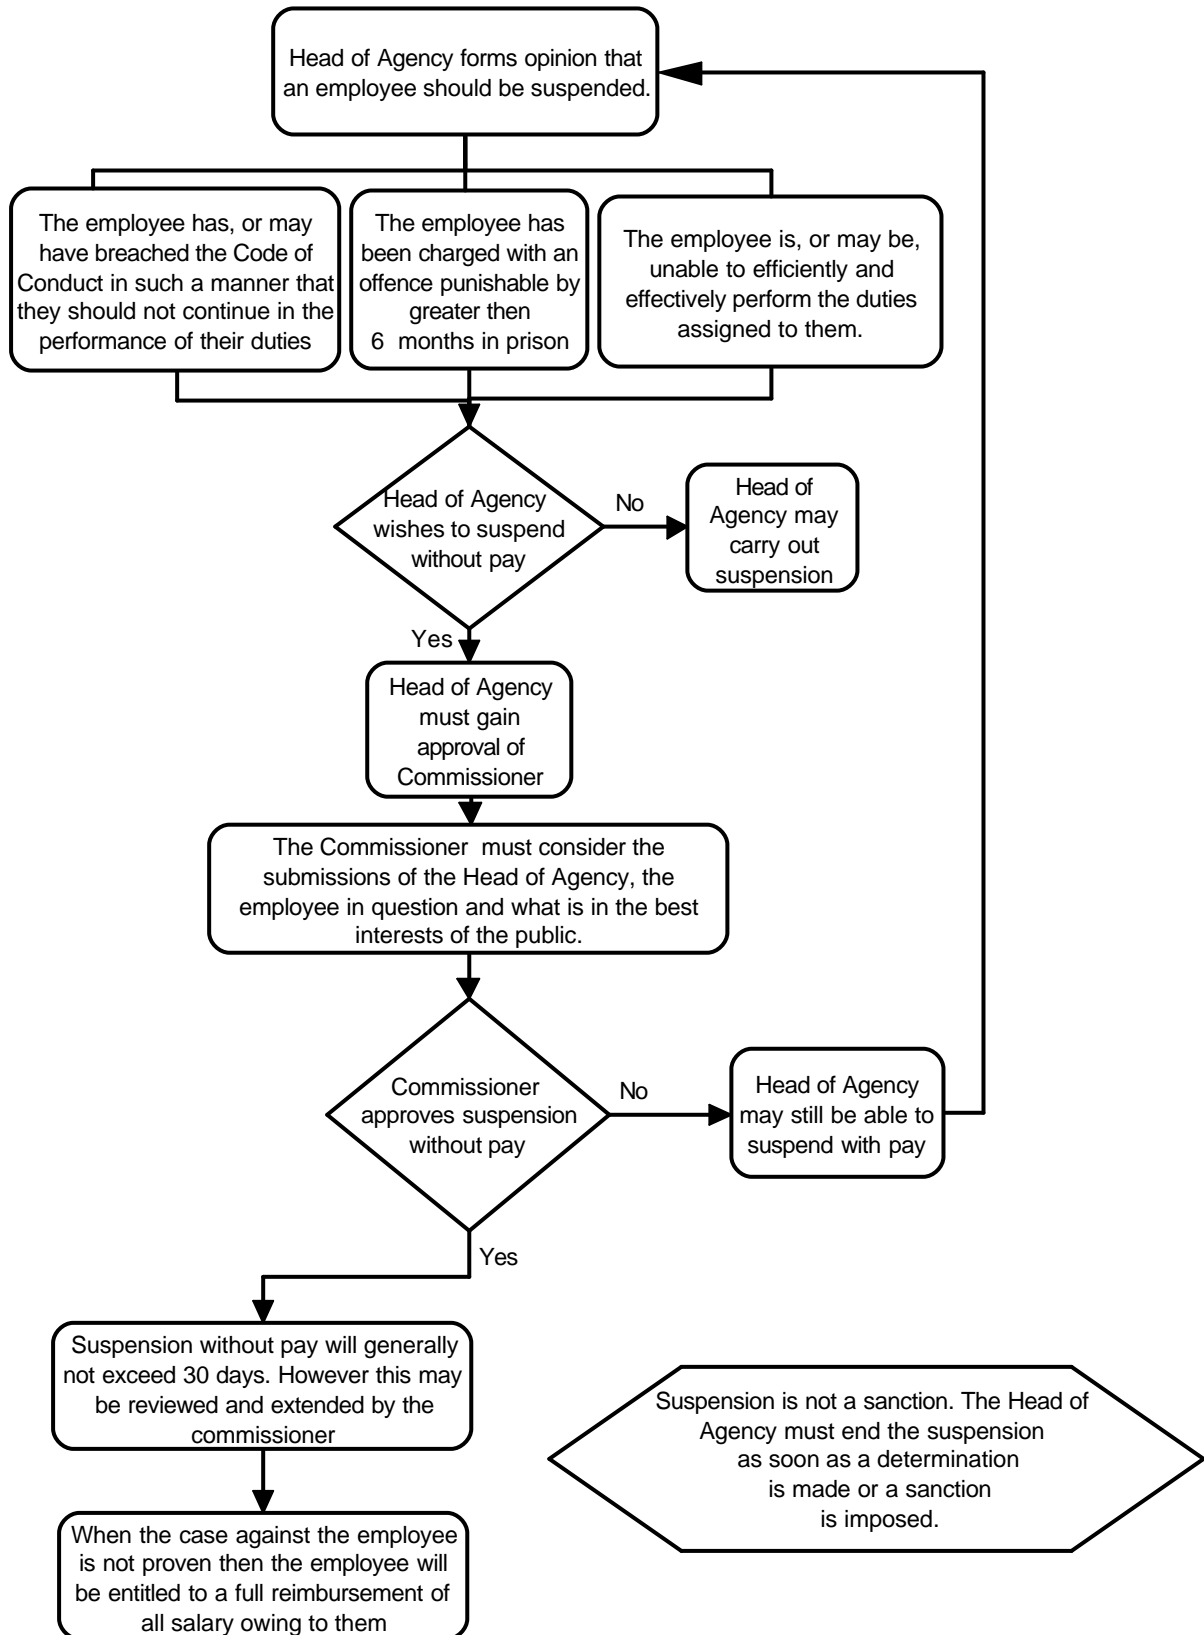 Head of Agency forms opinion that
an employee should be suspended.
The employee has, or may
have breached the Code of
Conduct in such a manner that
they should not continue in the
performance of their duties
The employee has
been charged with an
offence punishable by
greater then
6 months in prison
The employee is, or may be,
unable to efficiently and
effectively perform the duties
assigned to them.
Head of Agency
wishes to suspend
without pay
No
Head of
Agency may
carry out
suspension
Yes
Head of Agency
must gain
approval of
Commissioner
The Commissioner must consider the
submissions of the Head of Agency, the
employee in question and what is in the best
interests of the public.
Commissioner
approves suspension
without pay
No
Head of Agency
may still be able to
suspend with pay
Yes
Suspension without pay will generally
not exceed 30 days. However this may
be reviewed and extended by the
commissioner
Suspension is not a sanction. The Head of
Agency must end the suspension
as soon as a determination
is made or a sanction
is imposed.
When the case against the employee
is not proven then the employee will
be entitled to a full reimbursement of
all salary owing to them